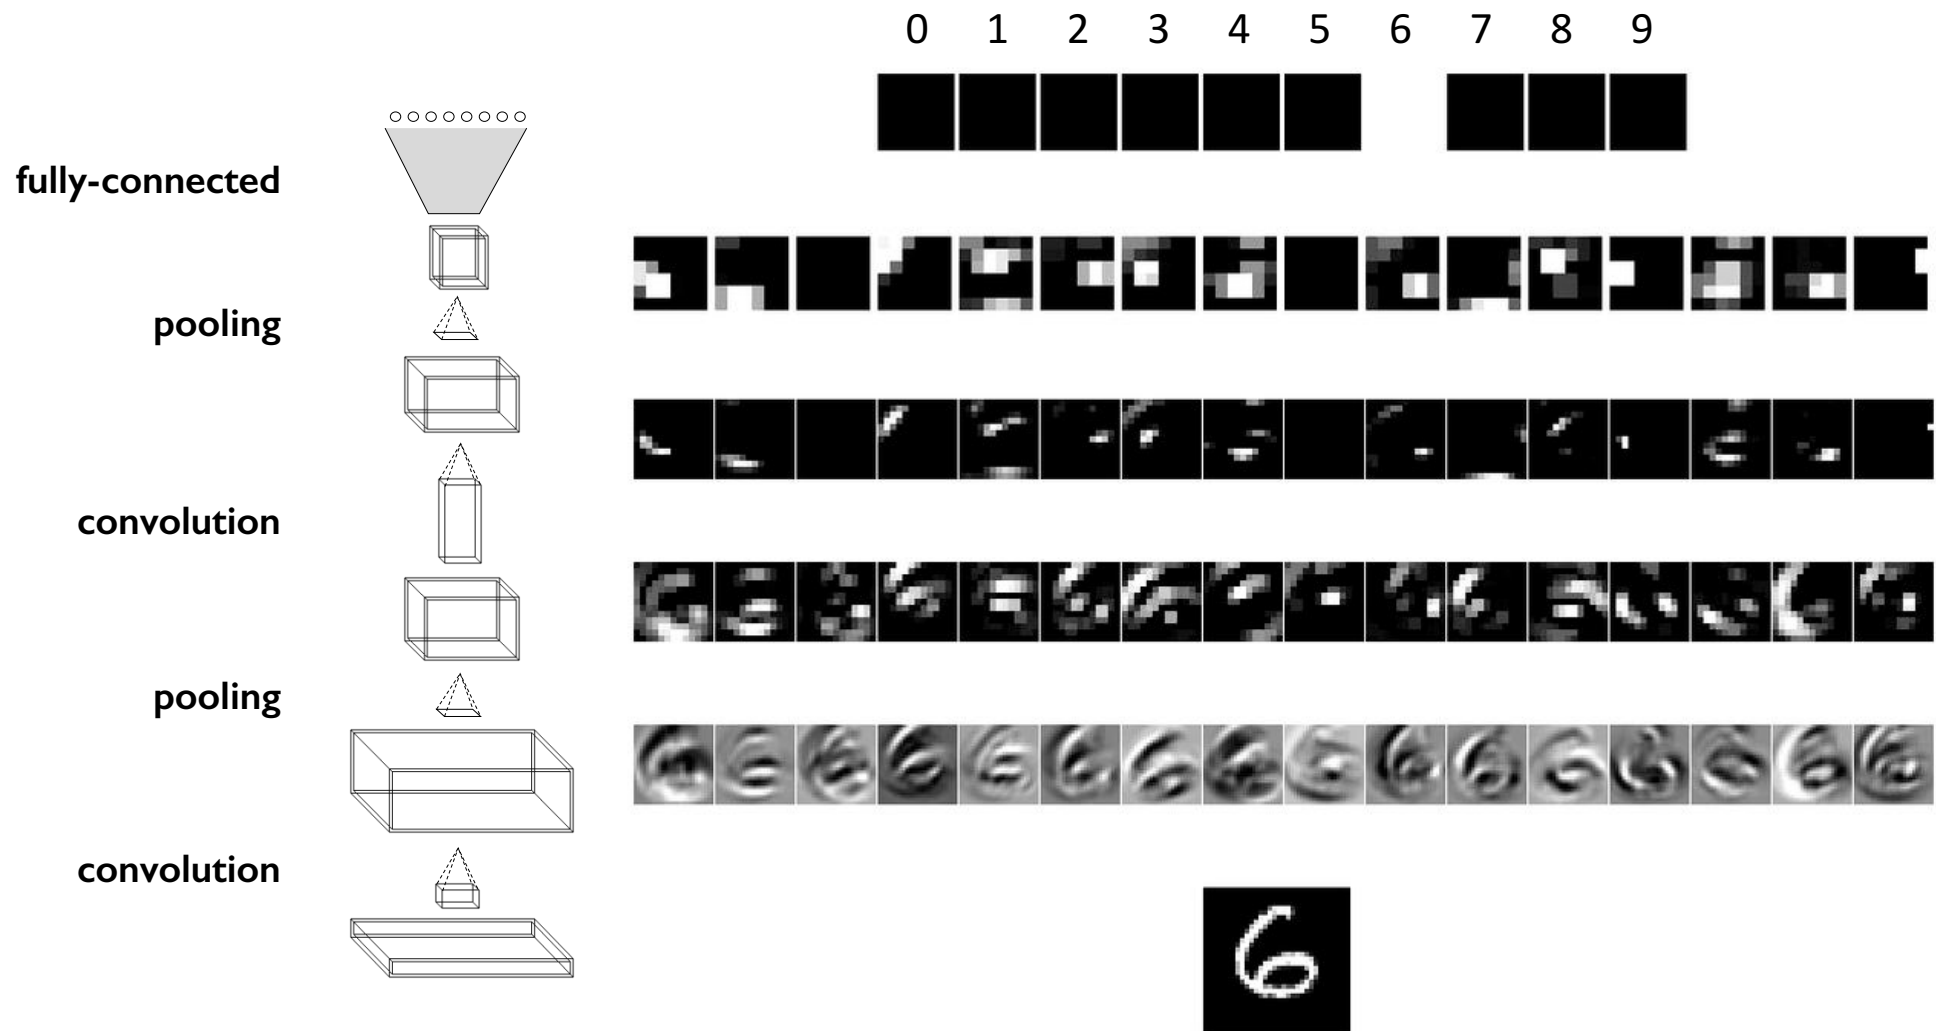 0 1 2 3 4 5 6 7 8 9
fully-connected
pooling
convolution
pooling
convolution
6